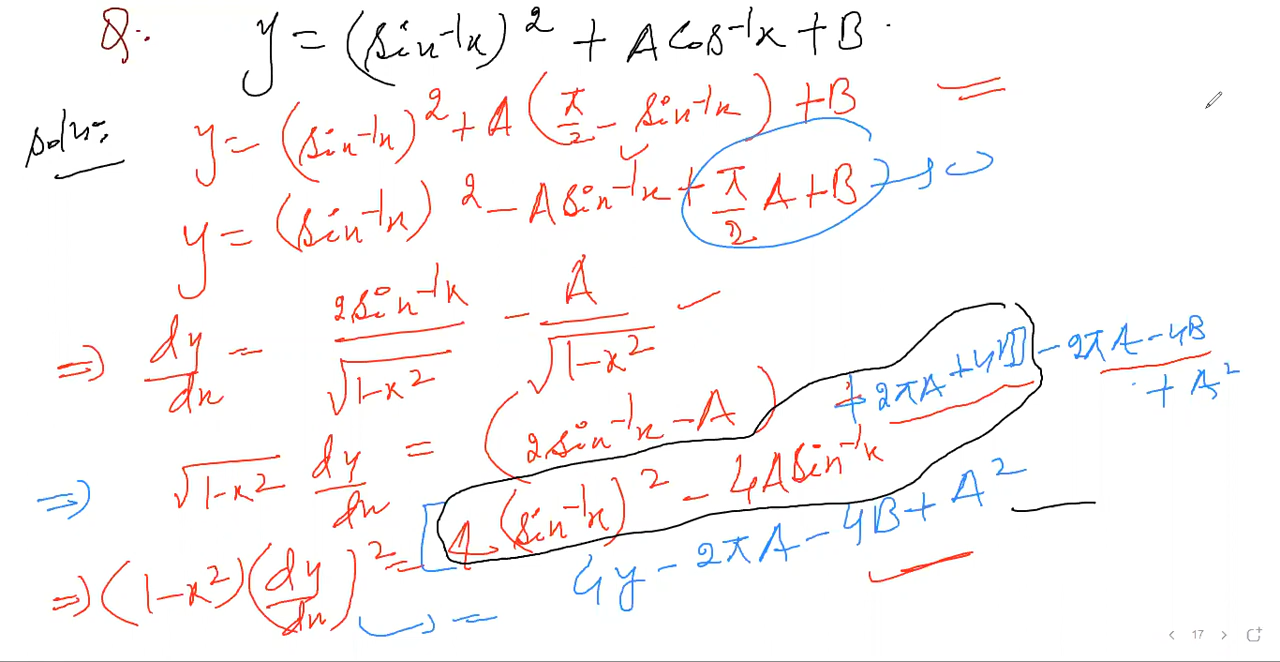 Q:. y = (sin⁻¹x)² + A cos⁻¹x + B.
Soln:
y = (sin⁻¹x)² + A(π/2 - sin⁻¹x) + B
y = (sin⁻¹x)² - A sin⁻¹x + π/2 A + B
⇒) dy/dx = 2sin⁻¹x/√(1-x²) - A/√(1-x²)
⇒) √(1-x²) dy/dx = (2sin⁻¹x - A)
⇒) (1-x²)(dy/dx)² = [4(sin⁻¹x)² - 4A sin⁻¹x + 2πA + 4B - 2πA - 4B + A²
= 4y - 2πA - 4B + A²
< 17 >